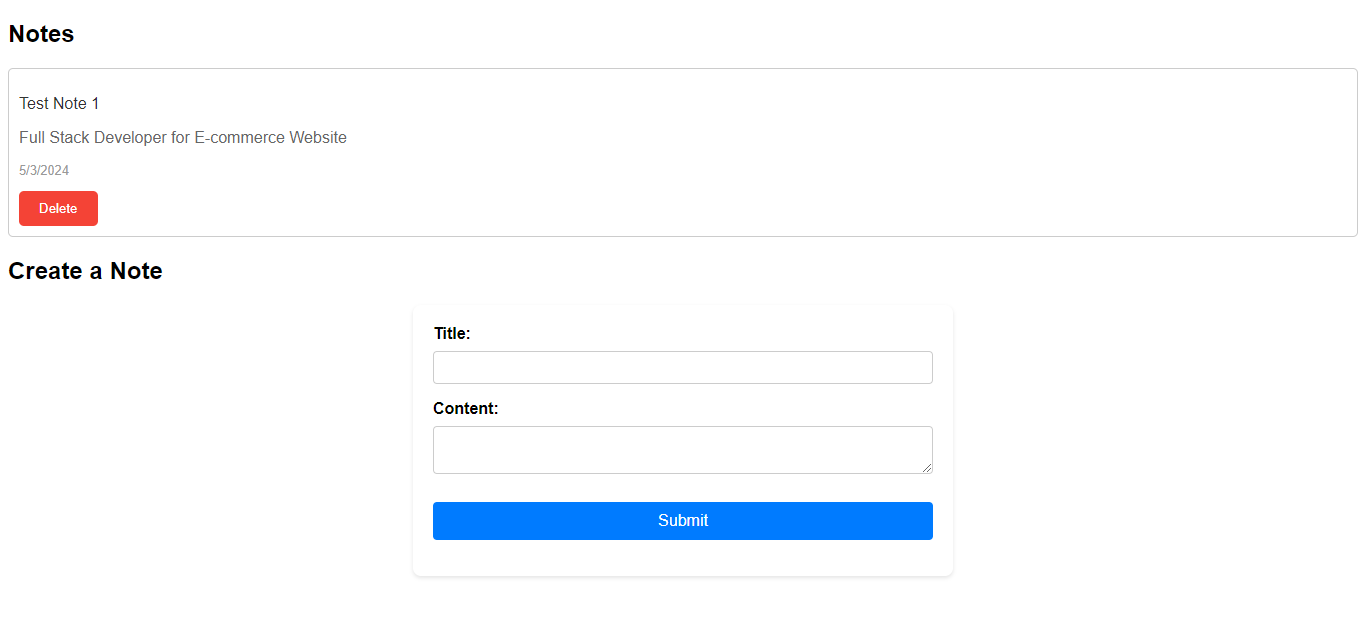 Notes
Test Note 1
Full Stack Developer for E-commerce Website
5/3/2024
Delete
Create a Note
Title:
Content:
Submit